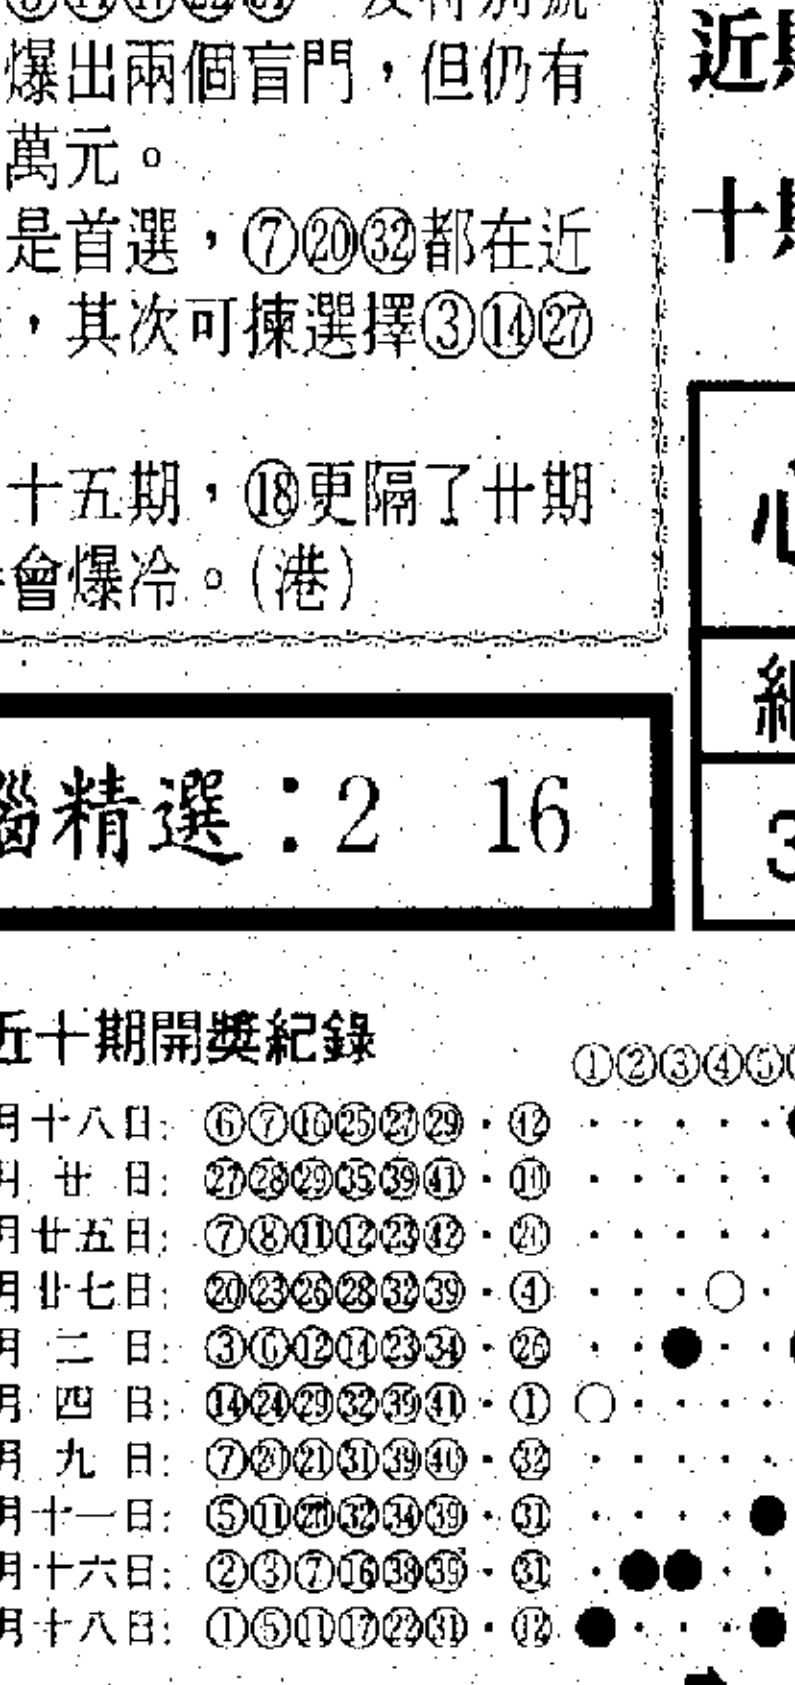 爆出兩個盲門，但仍有
萬元。
是首選，⑦⑳㉜都在近
，其次可揀選擇③⑭㉗
十五期，⑱更隔了廿期
會爆冷。(港)
近期
十期
心
3
腦精選：2 16
近十期開獎紀錄
①②③④⑤
月十八日: ⑥⑦⑯㉕㉗㉙·㊷
月廿日: ㉗㉘㉙㉟㊴㊶·⑩
月廿五日: ⑦⑧⑪⑫㉓㊷·
月廿七日: ⑳㉓㉖㉘㉜㊴·④
月二日: ③⑥⑫⑭㉓㉞·㉖
月四日: ⑭㉔㉙㉜㊴㊶·①
月九日: ⑦⑳㉑㉛㊴㊵·㉜
月十一日: ⑤⑪⑳㉜㉞㊴·㉛
月十六日: ②③⑦⑯㊳㊴·㉛
月十八日: ①⑤⑪⑰㉒㉛·⑫